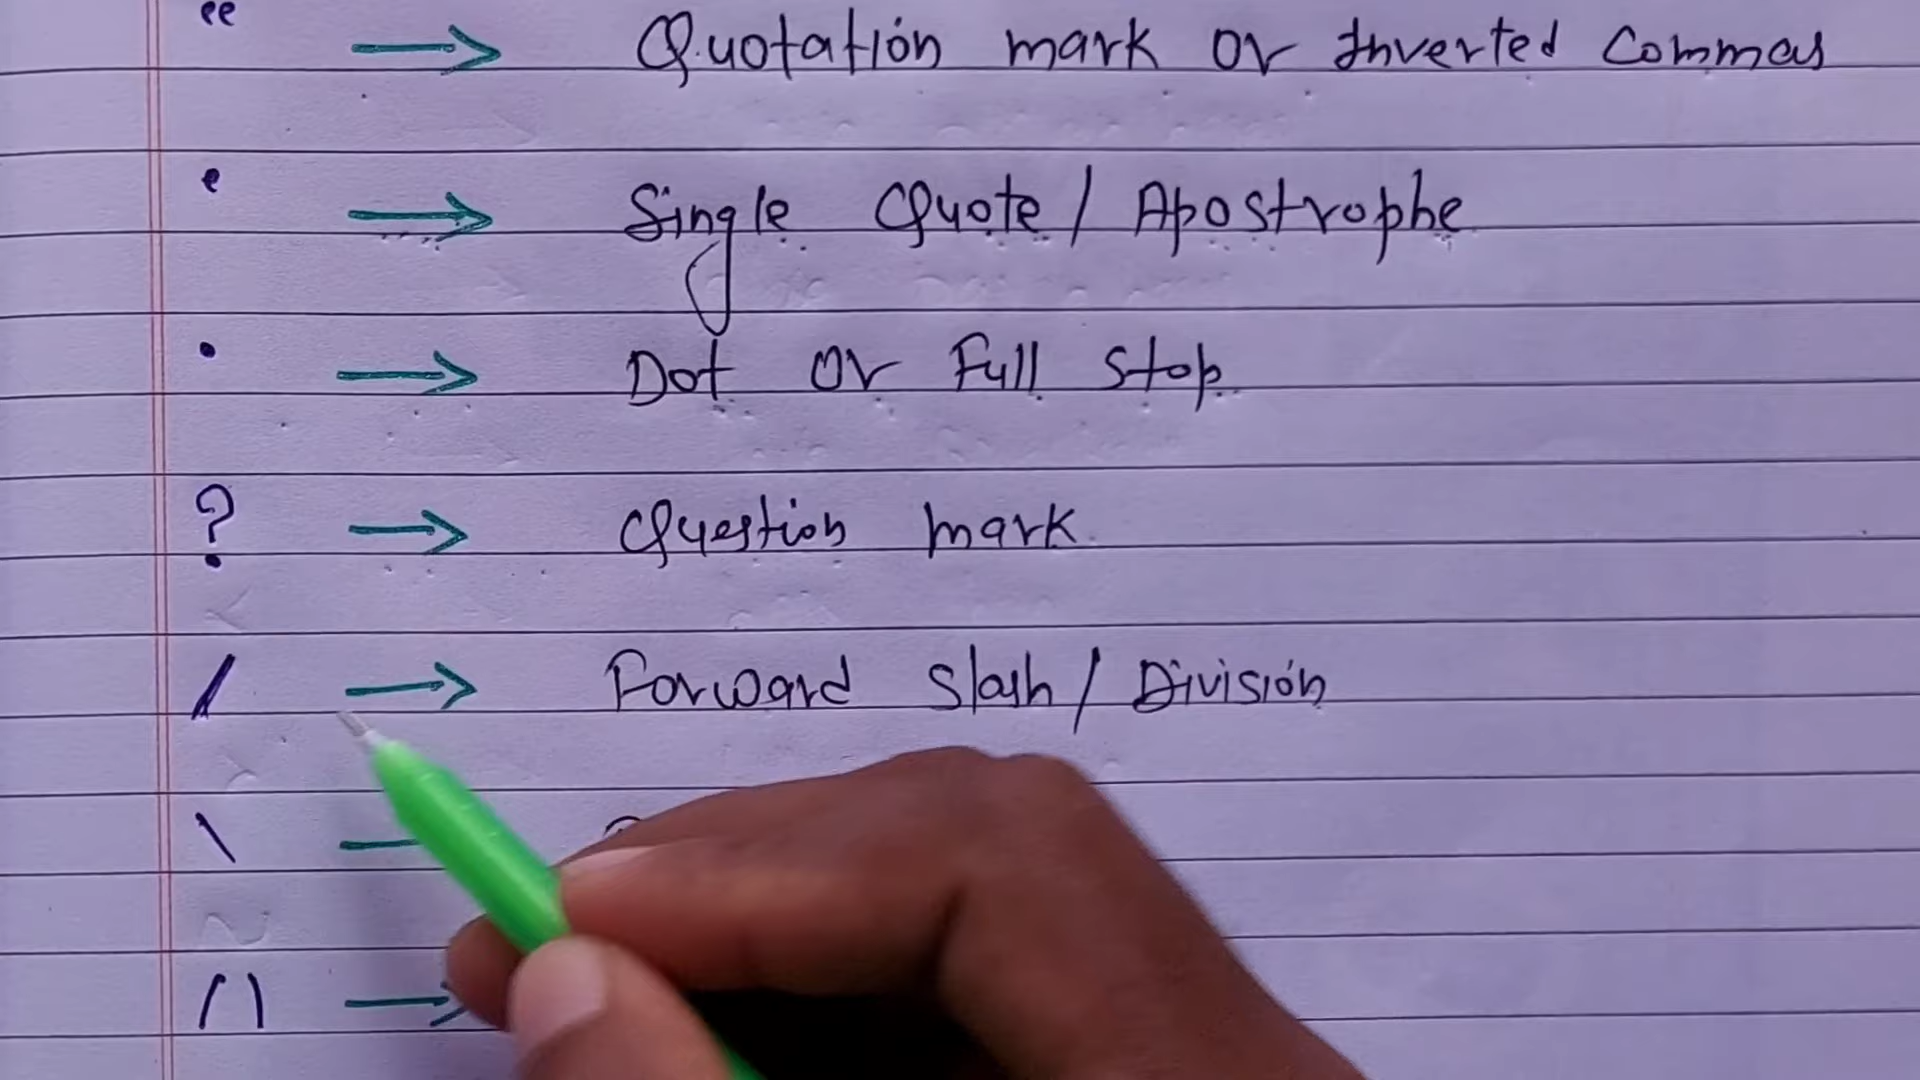 “ → Quotation mark or Inverted Commas
‘ → Single Quote / Apostrophe
. → Dot or Full Stop
? → Question mark
/ → Forward Slash / Division
\
( ) →